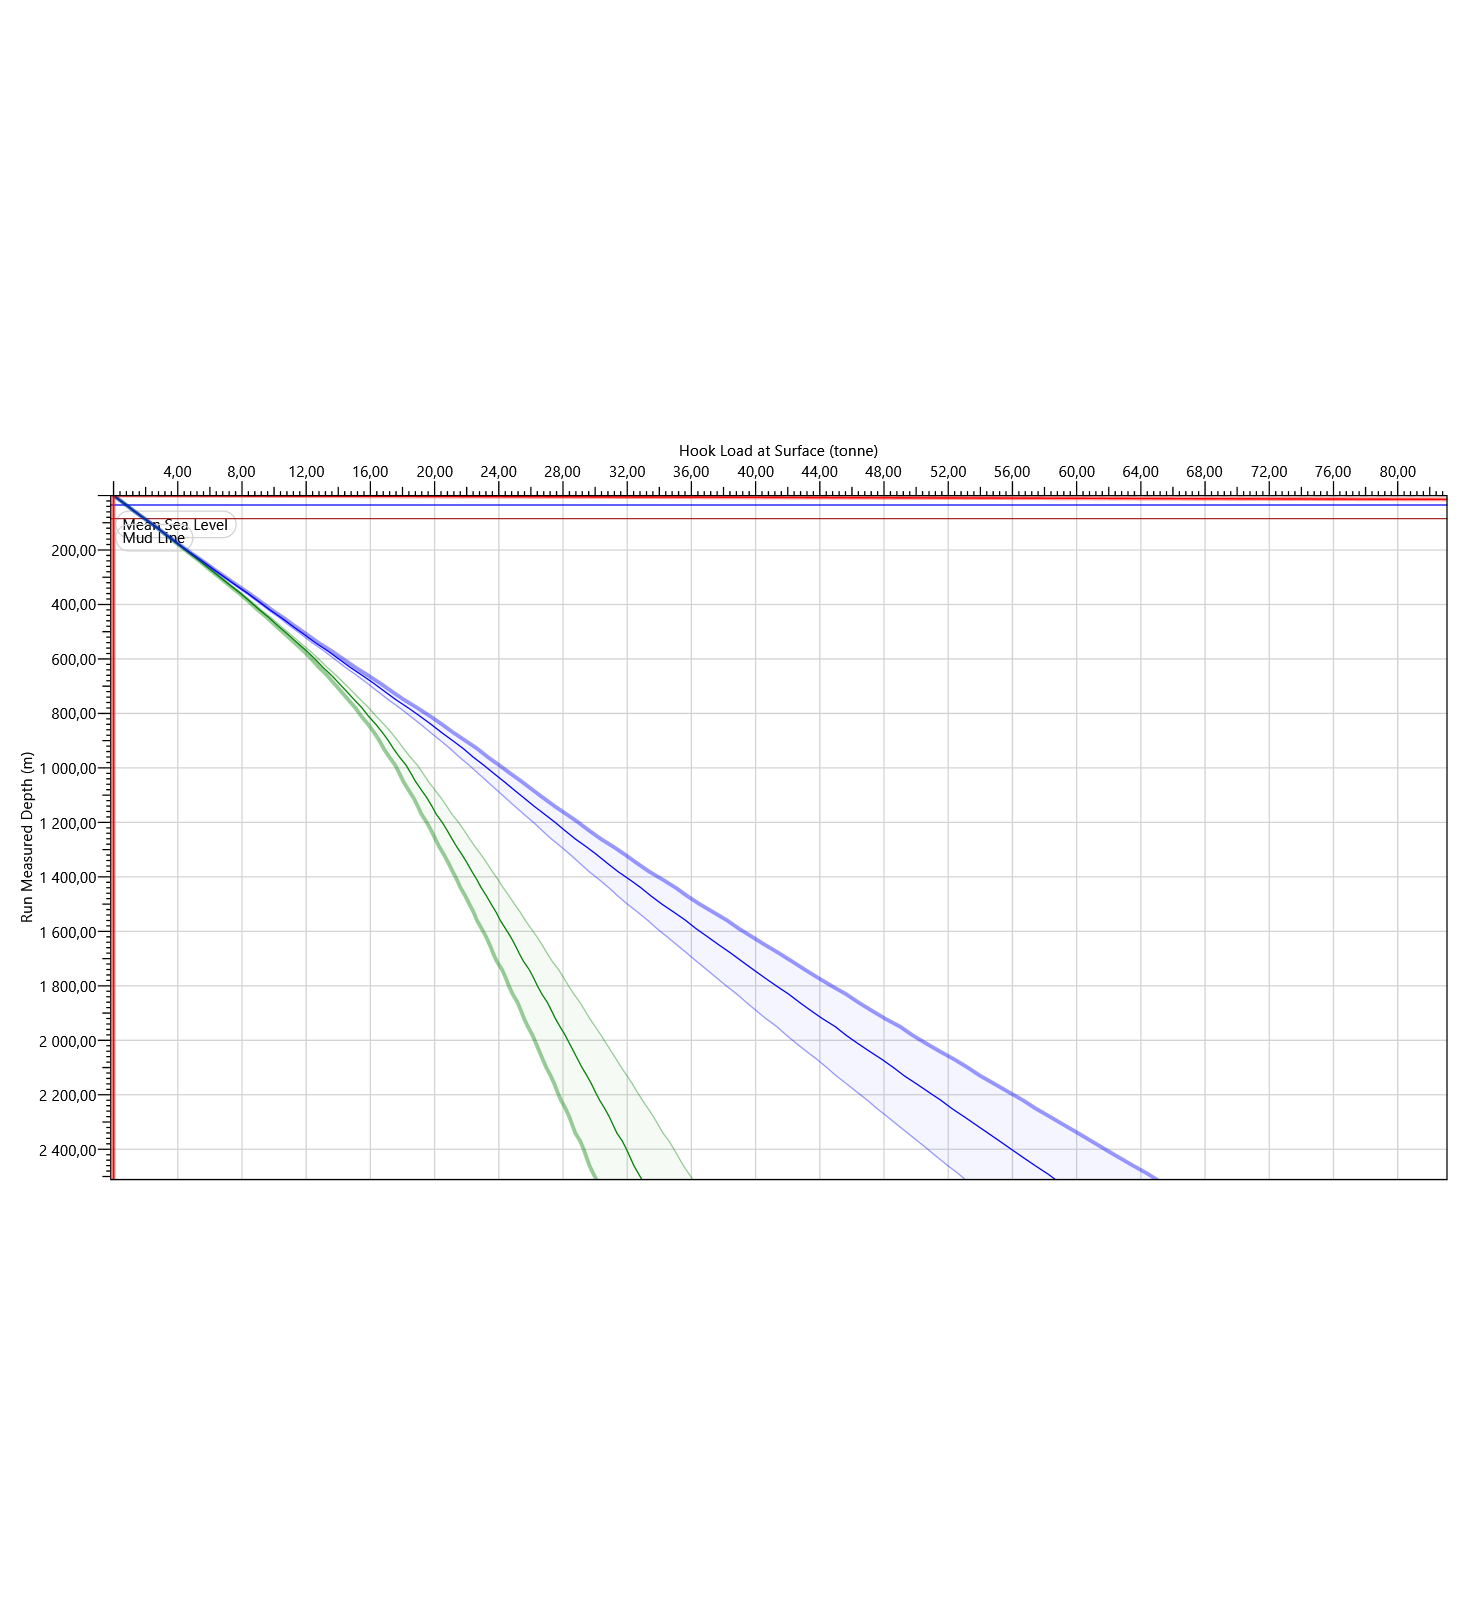 Hook Load at Surface (tonne)
4,00 8,00 12,00 16,00 20,00 24,00 28,00 32,00 36,00 40,00 44,00 48,00 52,00 56,00 60,00 64,00 68,00 72,00 76,00 80,00
Mean Sea Level
Mud Line
200,00
400,00
600,00
800,00
1 000,00
1 200,00
1 400,00
1 600,00
1 800,00
2 000,00
2 200,00
2 400,00
Run Measured Depth (m)